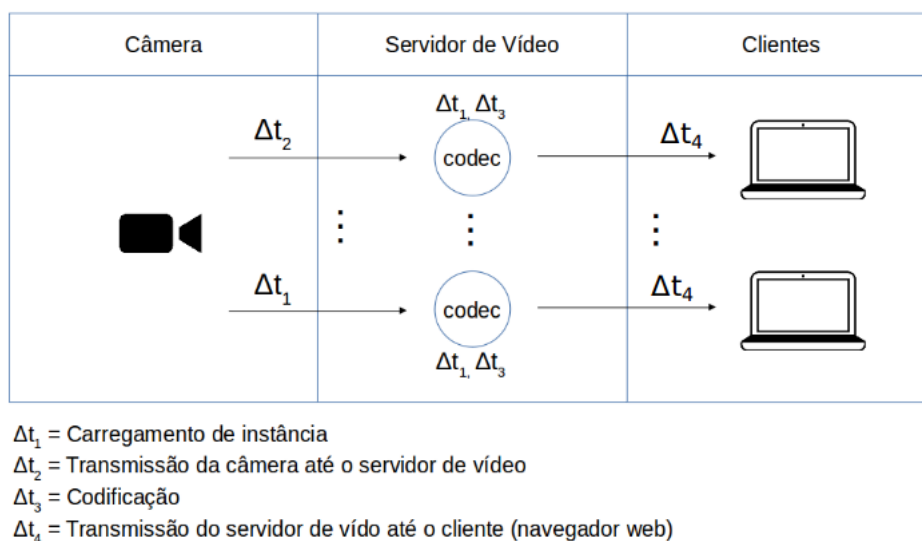 Câmera Servidor de Vídeo Clientes
Δt1, Δt3
Δt2 codec Δt4
Δt1 codec Δt4
Δt1, Δt3
Δt1 = Carregamento de instância
Δt2 = Transmissão da câmera até o servidor de vídeo
Δt3 = Codificação
Δt4 = Transmissão do servidor de vído até o cliente (navegador web)